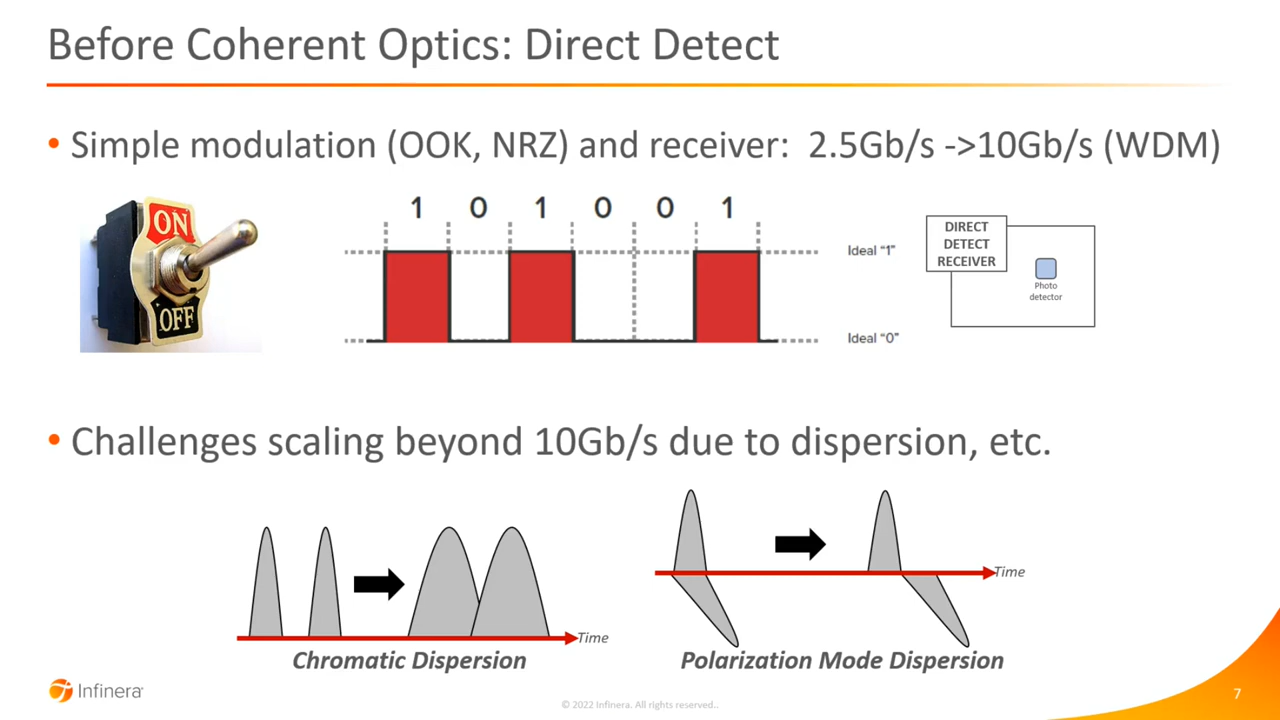 Before Coherent Optics: Direct Detect
• Simple modulation (OOK, NRZ) and receiver: 2.5Gb/s ->10Gb/s (WDM)
ON
OFF
1 0 1 0 0 1
Ideal “1”
Ideal “0”
DIRECT
DETECT
RECEIVER
Photo
detector
• Challenges scaling beyond 10Gb/s due to dispersion, etc.
Time
Chromatic Dispersion
Time
Polarization Mode Dispersion
Infinera
© 2022 Infinera. All rights reserved..
7